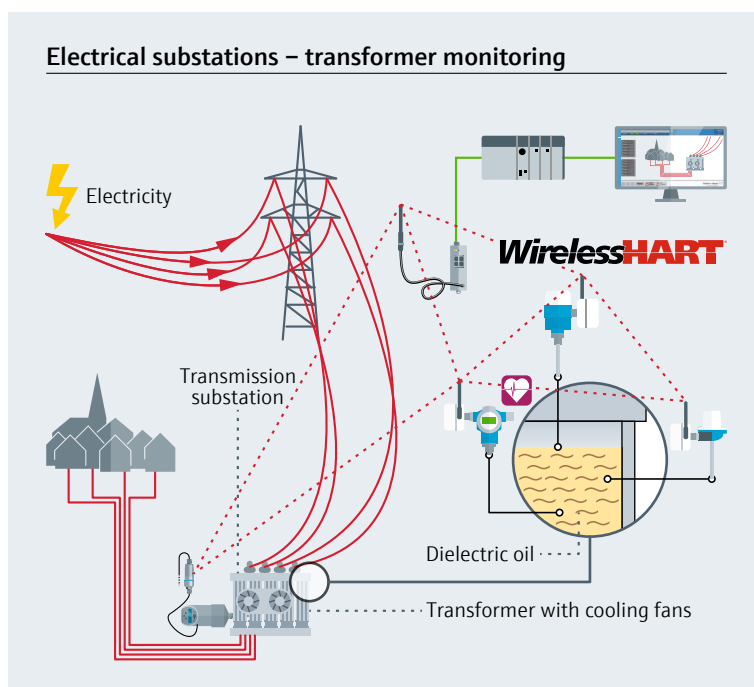 Electrical substations – transformer monitoring
Electricity
WirelessHART
Transmission
substation
Dielectric oil
Transformer with cooling fans